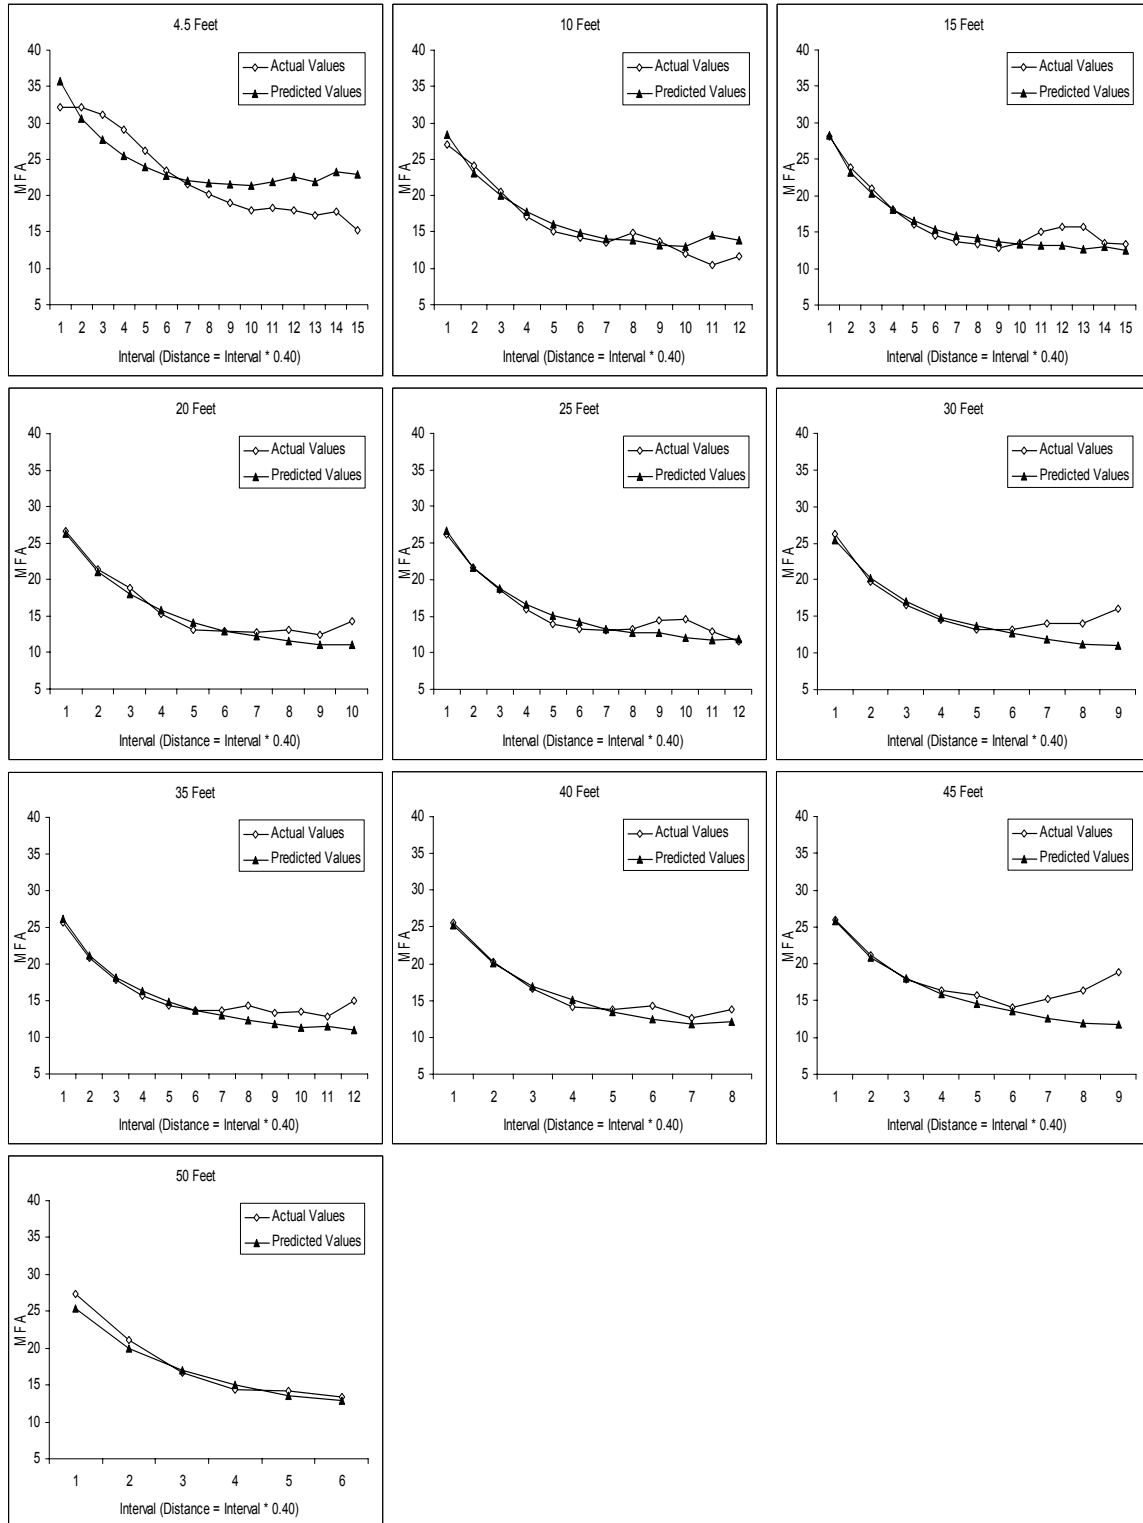 4.5 Feet
40
35
30
25
20
15
10
5
M F A
Actual Values
Predicted Values
1 2 3 4 5 6 7 8 9 10 11 12 13 14 15
Interval (Distance = Interval * 0.40)
10 Feet
40
35
30
25
20
15
10
5
M F A
Actual Values
Predicted Values
1 2 3 4 5 6 7 8 9 10 11 12
Interval (Distance = Interval * 0.40)
15 Feet
40
35
30
25
20
15
10
5
M F A
Actual Values
Predicted Values
1 2 3 4 5 6 7 8 9 10 11 12 13 14 15
Interval (Distance = Interval * 0.40)
20 Feet
40
35
30
25
20
15
10
5
M F A
Actual Values
Predicted Values
1 2 3 4 5 6 7 8 9 10
Interval (Distance = Interval * 0.40)
25 Feet
40
35
30
25
20
15
10
5
M F A
Actual Values
Predicted Values
1 2 3 4 5 6 7 8 9 10 11 12
Interval (Distance = Interval * 0.40)
30 Feet
40
35
30
25
20
15
10
5
M F A
Actual Values
Predicted Values
1 2 3 4 5 6 7 8 9
Interval (Distance = Interval * 0.40)
35 Feet
40
35
30
25
20
15
10
5
M F A
Actual Values
Predicted Values
1 2 3 4 5 6 7 8 9 10 11 12
Interval (Distance = Interval * 0.40)
40 Feet
40
35
30
25
20
15
10
5
M F A
Actual Values
Predicted Values
1 2 3 4 5 6 7 8
Interval (Distance = Interval * 0.40)
45 Feet
40
35
30
25
20
15
10
5
M F A
Actual Values
Predicted Values
1 2 3 4 5 6 7 8 9
Interval (Distance = Interval * 0.40)
50 Feet
40
35
30
25
20
15
10
5
M F A
Actual Values
Predicted Values
1 2 3 4 5 6
Interval (Distance = Interval * 0.40)